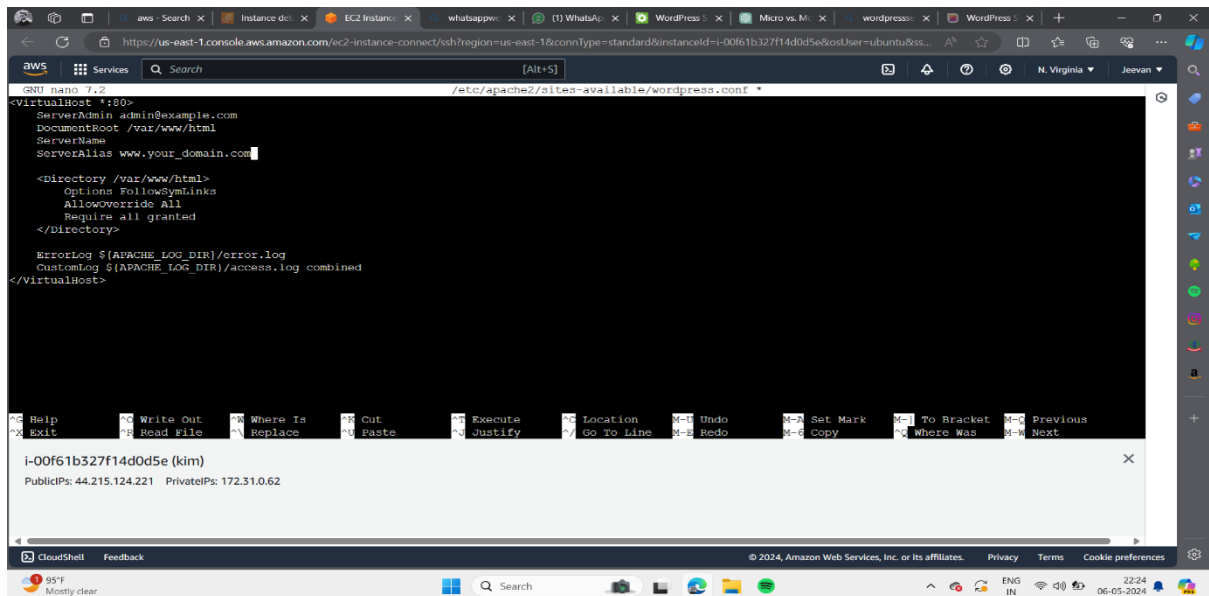 aws - Search
Instance det
EC2 Instanc
whatsappwc
(1) WhatsAp
WordPress S
Micro vs. Mc
wordpresssc
WordPress S
https://us-east-1.console.aws.amazon.com/ec2-instance-connect/ssh?region=us-east-1&connType=standard&instanceId=i-00f61b327f14d0d5e&osUser=ubuntu&ss...
aws Services Search [Alt+S] N. Virginia Jeevan
GNU nano 7.2 /etc/apache2/sites-available/wordpress.conf *
<VirtualHost *:80>
ServerAdmin admin@example.com
DocumentRoot /var/www/html
ServerName
ServerAlias www.your_domain.com
<Directory /var/www/html>
Options FollowSymLinks
AllowOverride All
Require all granted
</Directory>
ErrorLog ${APACHE_LOG_DIR}/error.log
CustomLog ${APACHE_LOG_DIR}/access.log combined
</VirtualHost>
^G Help ^O Write Out ^W Where Is ^K Cut ^T Execute ^C Location M-U Undo M-A Set Mark M-] To Bracket M-Q Previous
^X Exit ^R Read File ^\ Replace ^U Paste ^J Justify ^/ Go To Line M-E Redo M-6 Copy ^Q Where Was M-W Next
i-00f61b327f14d0d5e (kim)
PublicIPs: 44.215.124.221 PrivateIPs: 172.31.0.62
CloudShell Feedback © 2024, Amazon Web Services, Inc. or its affiliates. Privacy Terms Cookie preferences
1 95°F
Mostly clear
Search
ENG
IN
22:24
06-05-2024